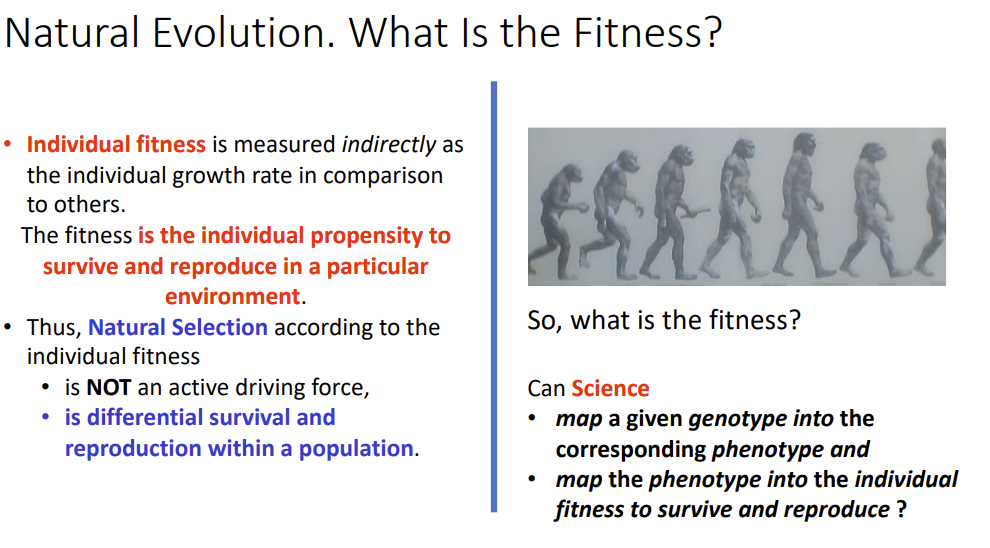 Natural Evolution. What Is the Fitness?
• Individual fitness is measured indirectly as
the individual growth rate in comparison
to others.
The fitness is the individual propensity to
survive and reproduce in a particular
environment.
• Thus, Natural Selection according to the
individual fitness
• is NOT an active driving force,
• is differential survival and
reproduction within a population.
So, what is the fitness?
Can Science
• map a given genotype into the
corresponding phenotype and
• map the phenotype into the individual
fitness to survive and reproduce ?